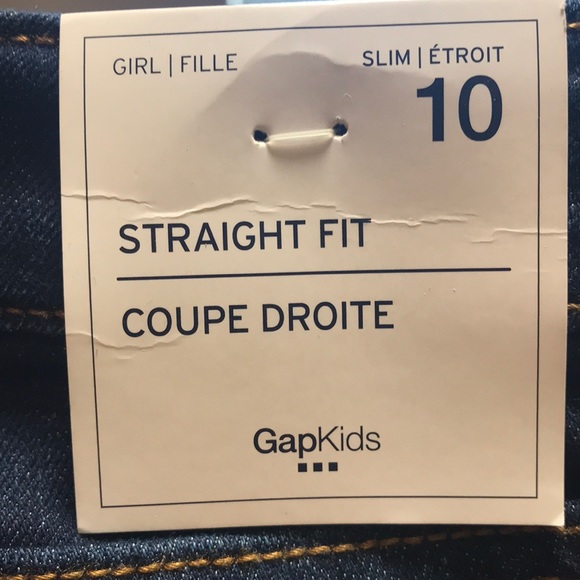 GIRL | FILLE
SLIM | ÉTROIT
10
STRAIGHT FIT
COUPE DROITE
GapKids